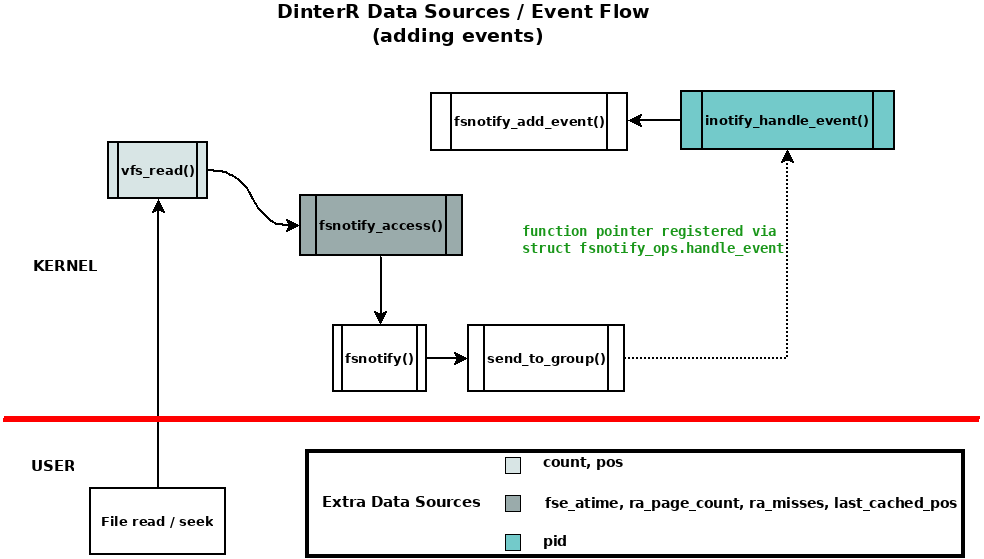 DinterR Data Sources / Event Flow
(adding events)
fsnotify_add_event()
inotify_handle_event()
vfs_read()
fsnotify_access()
function pointer registered via
struct fsnotify_ops.handle_event
KERNEL
fsnotify()
send_to_group()
USER
File read / seek
Extra Data Sources
count, pos
fse_atime, ra_page_count, ra_misses, last_cached_pos
pid